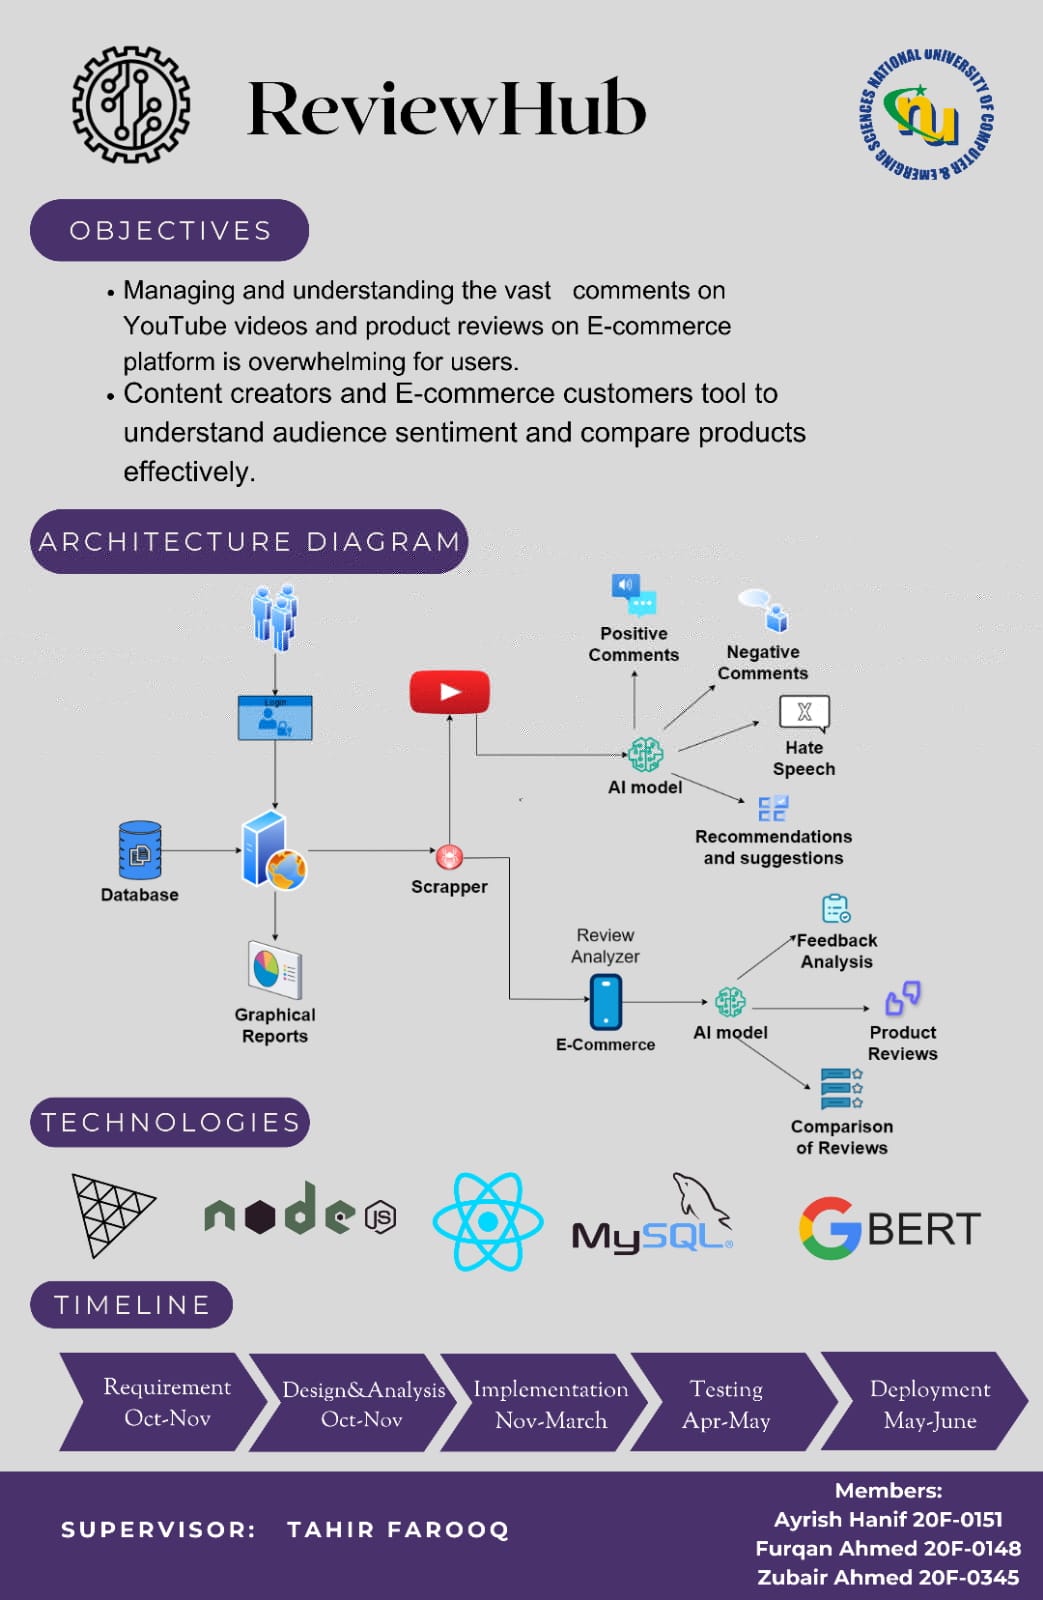 ReviewHub
NATIONAL UNIVERSITY OF COMPUTER & EMERGING SCIENCES
nu
OBJECTIVES
Managing and understanding the vast comments on
YouTube videos and product reviews on E-commerce
platform is overwhelming for users.
Content creators and E-commerce customers tool to
understand audience sentiment and compare products
effectively.
ARCHITECTURE DIAGRAM
Login
Positive
Comments
Negative
Comments
X
Hate
Speech
AI model
Recommendations
and suggestions
Database
Scrapper
Graphical
Reports
Review
Analyzer
E-Commerce
AI model
Feedback
Analysis
Product
Reviews
Comparison
of Reviews
TECHNOLOGIES
node JS
MySQL®
G BERT
TIMELINE
Requirement
Oct-Nov
Design&Analysis
Oct-Nov
Implementation
Nov-March
Testing
Apr-May
Deployment
May-June
SUPERVISOR: TAHIR FAROOQ
Members:
Ayrish Hanif 20F-0151
Furqan Ahmed 20F-0148
Zubair Ahmed 20F-0345